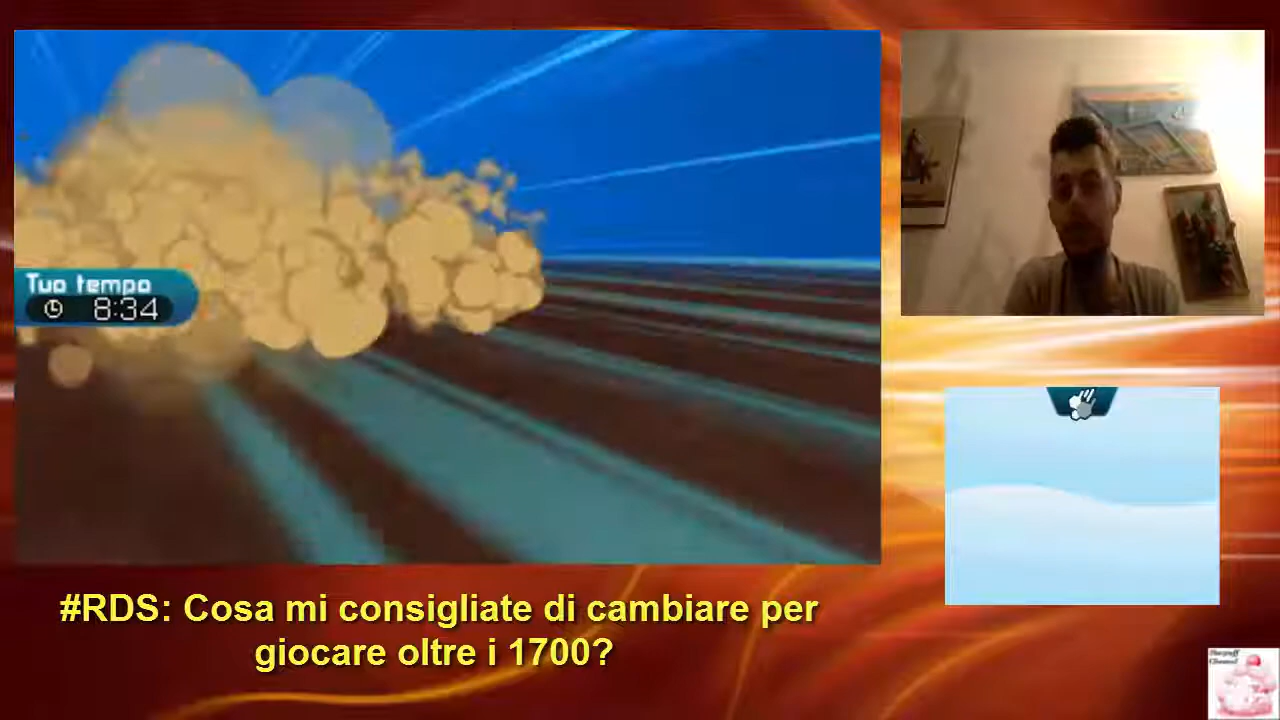 Tuo tempo
8:34
#RDS: Cosa mi consigliate di cambiare per
giocare oltre i 1700?